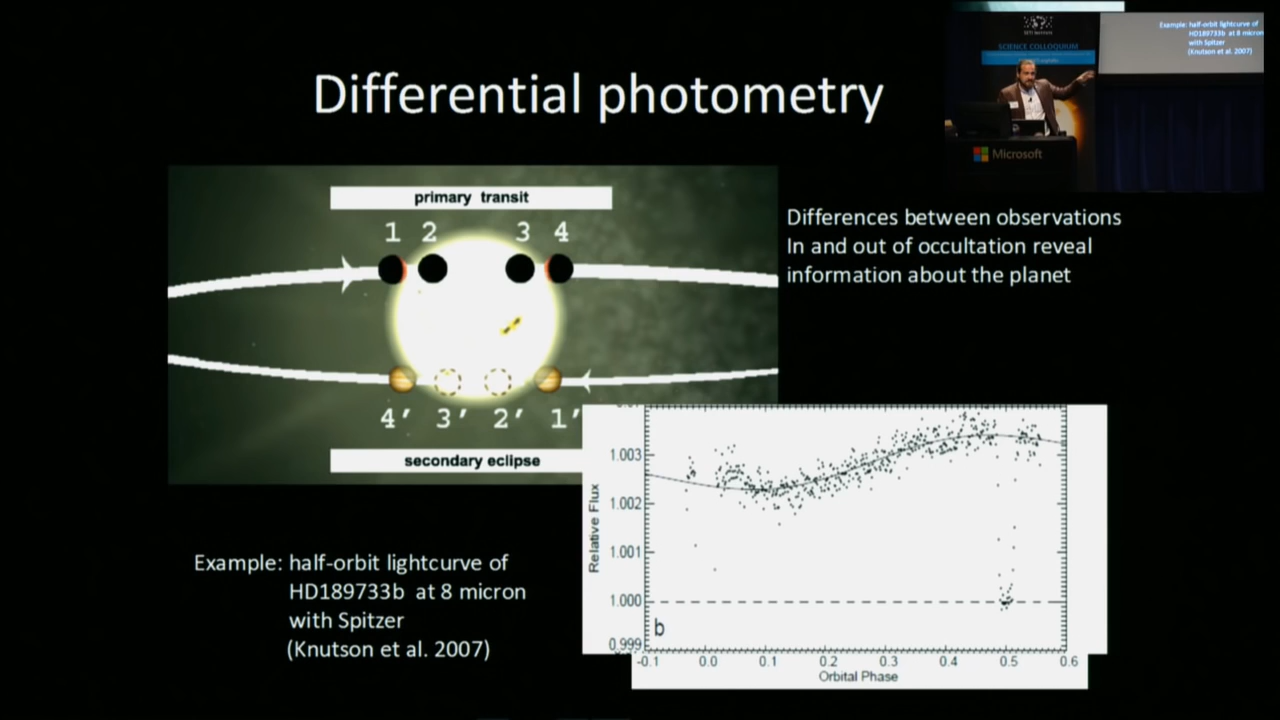 Differential photometry
SETI Institute
SCIENCE COLLOQUIUM
Microsoft
Example: half-orbit lightcurve of
HD189733b at 8 micron
with Spitzer
(Knutson et al. 2007)
primary transit
1 2 3 4
4′ 3′ 2′ 1′
secondary eclipse
Differences between observations
In and out of occultation reveal
information about the planet
Example: half-orbit lightcurve of
HD189733b at 8 micron
with Spitzer
(Knutson et al. 2007)
Relative Flux
1.003
1.002
1.001
1.000
0.999
b
-0.1 0.0 0.1 0.2 0.3 0.4 0.5 0.6
Orbital Phase